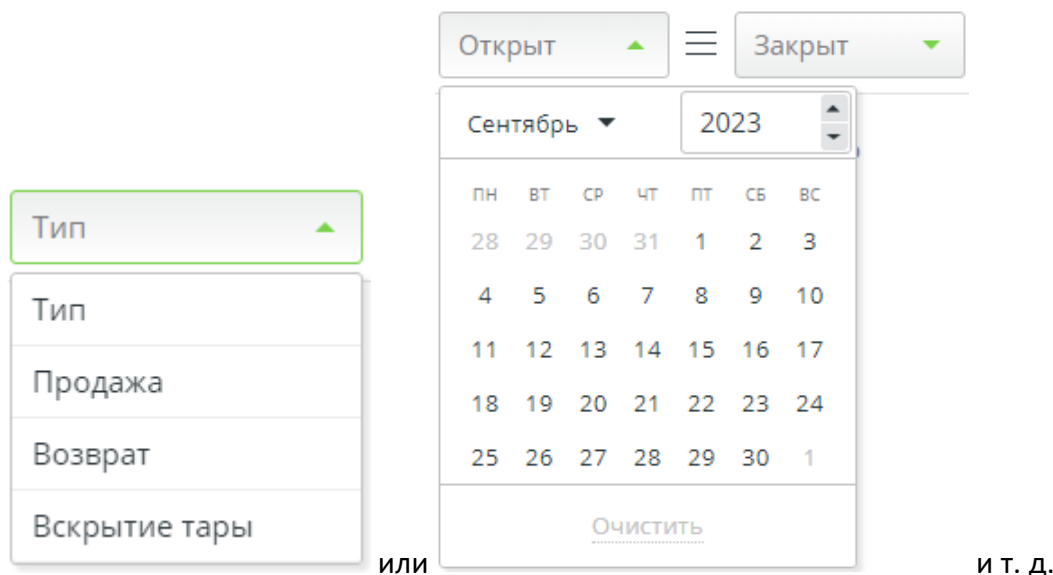 Открыт Закрыт
Сентябрь 2023
пн вт ср чт пт сб вс
28 29 30 31 1 2 3
4 5 6 7 8 9 10
11 12 13 14 15 16 17
18 19 20 21 22 23 24
25 26 27 28 29 30 1
Очистить
Тип
Тип
Продажа
Возврат
Вскрытие тары
или
и т. д.